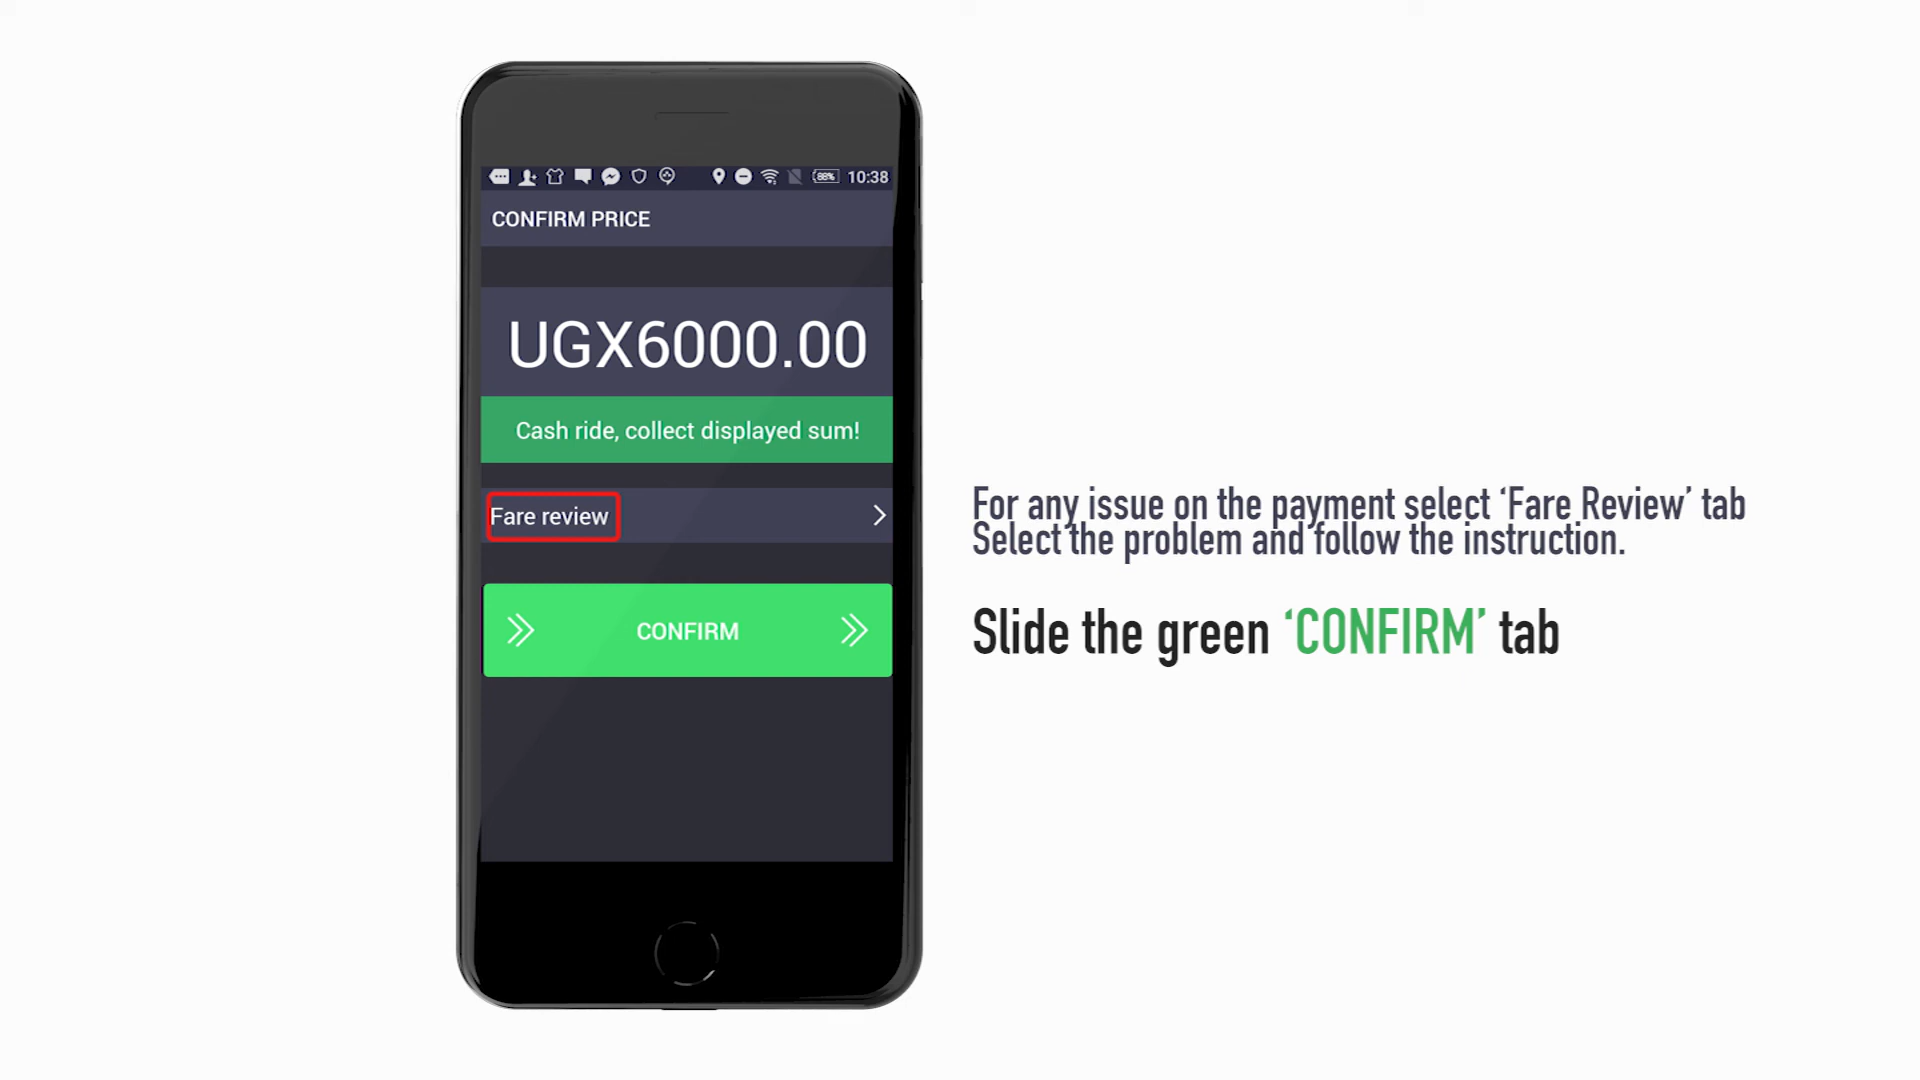 88% 10:38
CONFIRM PRICE
UGX6000.00
Cash ride, collect displayed sum!
Fare review
CONFIRM
For any issue on the payment select ‘Fare Review’ tab
Select the problem and follow the instruction.
Slide the green ‘CONFIRM’ tab